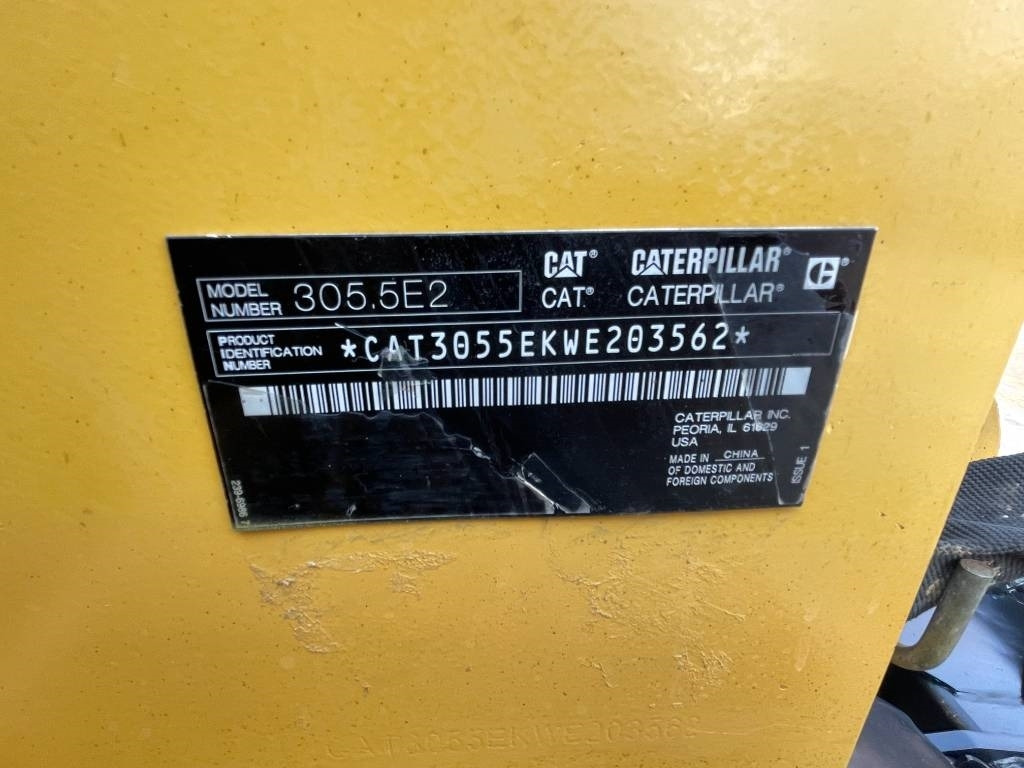 CAT® CATERPILLAR®
CAT® CATERPILLAR®
MODEL NUMBER 305.5E2
PRODUCT IDENTIFICATION NUMBER *CAT3055EKWE203562*
CATERPILLAR INC.
PEORIA, IL 61629
USA
MADE IN CHINA
OF DOMESTIC AND
FOREIGN COMPONENTS
ISSUE 1